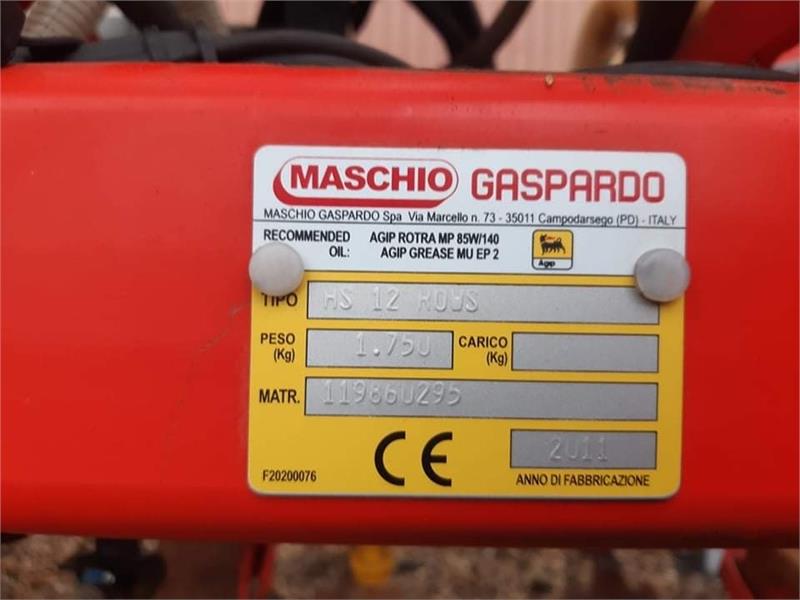 MASCHIO GASPARDO
MASCHIO GASPARDO Spa Via Marcello n. 73 - 35011 Campodarsego (PD) - ITALY
RECOMMENDED OIL: AGIP ROTRA MP 85W/140
AGIP GREASE MU EP 2
Agip
TIPO HS 12 ROWS
PESO (Kg) 1.750 CARICO (Kg)
MATR. 119860295
CE 2011
F20200076 ANNO DI FABBRICAZIONE